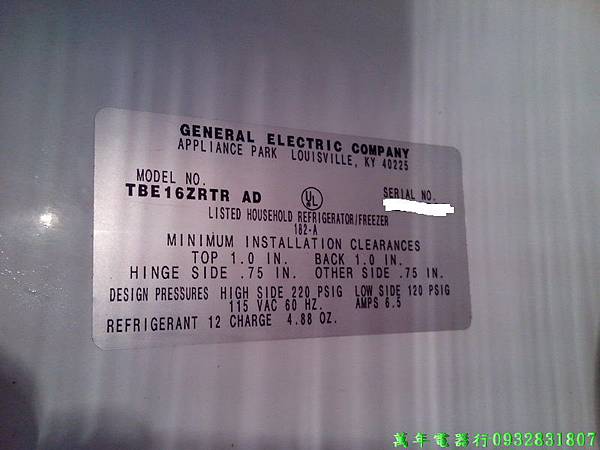 GENERAL ELECTRIC COMPANY
APPLIANCE PARK LOUISVILLE, KY 40225
MODEL NO.
TBE16ZRTR AD
UL
SERIAL NO.
LISTED HOUSEHOLD REFRIGERATOR/FREEZER
182-A
MINIMUM INSTALLATION CLEARANCES
TOP 1.0 IN. BACK 1.0 IN.
HINGE SIDE .75 IN. OTHER SIDE .75 IN.
DESIGN PRESSURES HIGH SIDE 220 PSIG LOW SIDE 120 PSIG
115 VAC 60 HZ. AMPS 6.5
REFRIGERANT 12 CHARGE 4.88 OZ.
萬年電器行0932831807